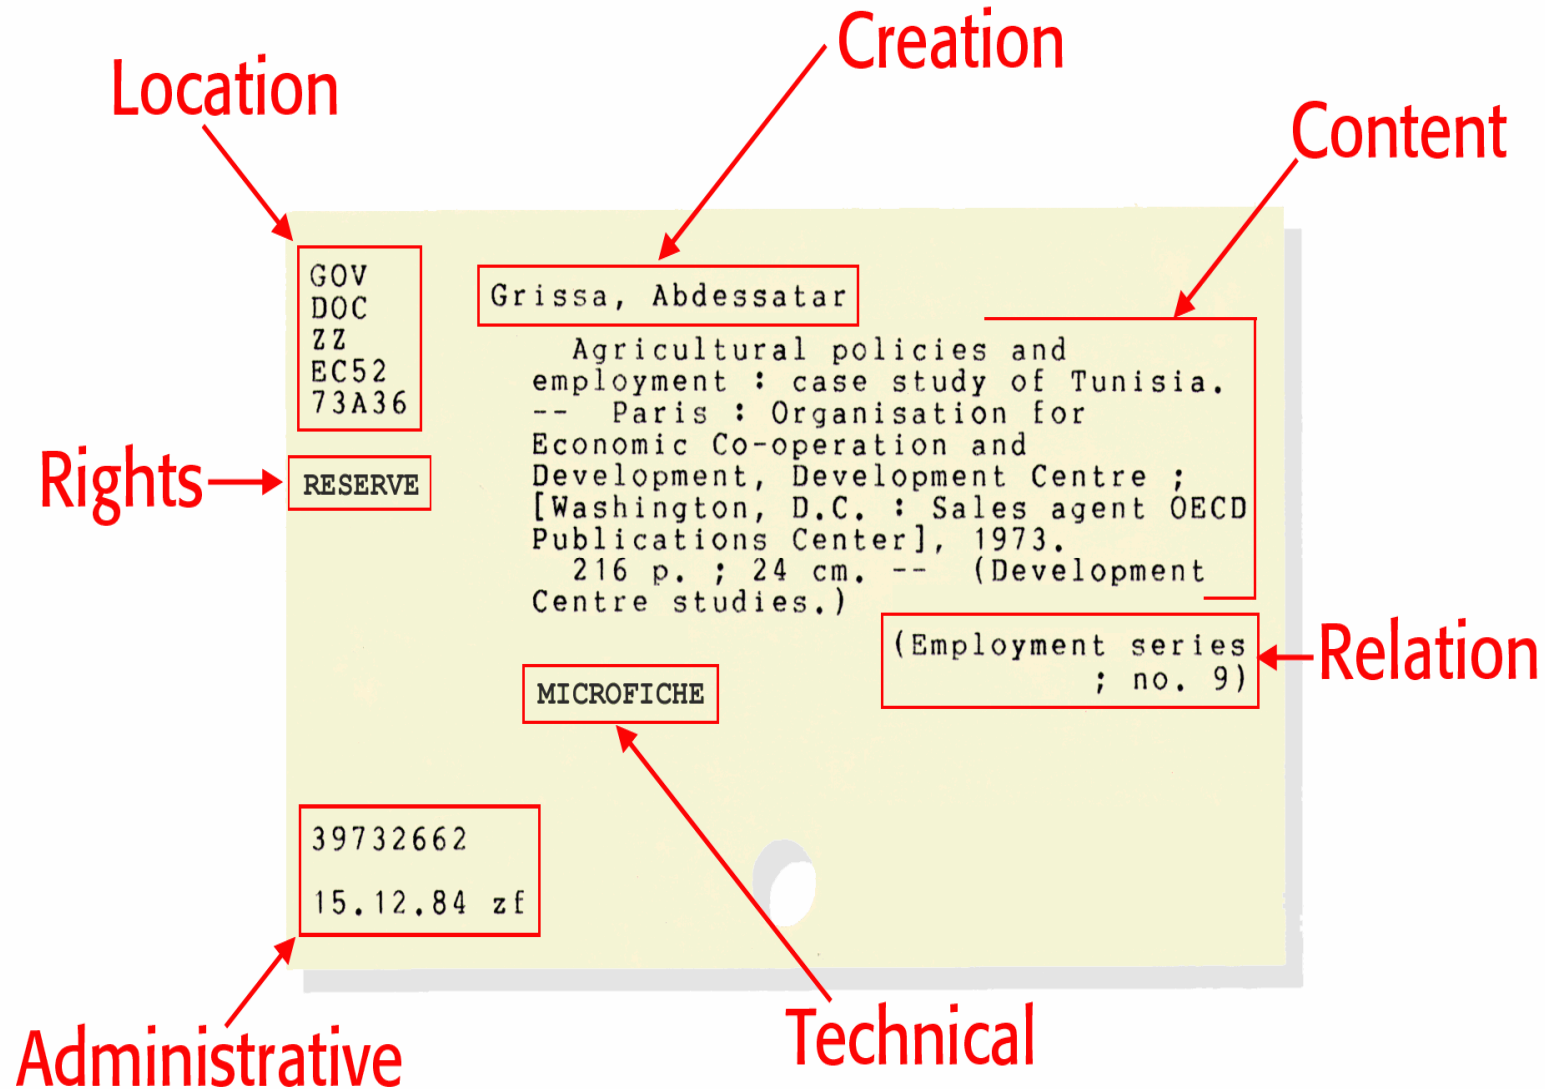 Creation
Location
Content
GOV
DOC
ZZ
EC52
73A36
Grissa, Abdessatar
Agricultural policies and
employment : case study of Tunisia.
-- Paris : Organisation for
Economic Co-operation and
Development, Development Centre ;
[Washington, D.C. : Sales agent OECD
Publications Center], 1973.
216 p. ; 24 cm. -- (Development
Centre studies.)
Rights
RESERVE
(Employment series
; no. 9)
Relation
MICROFICHE
39732662
15.12.84 zf
Technical
Administrative